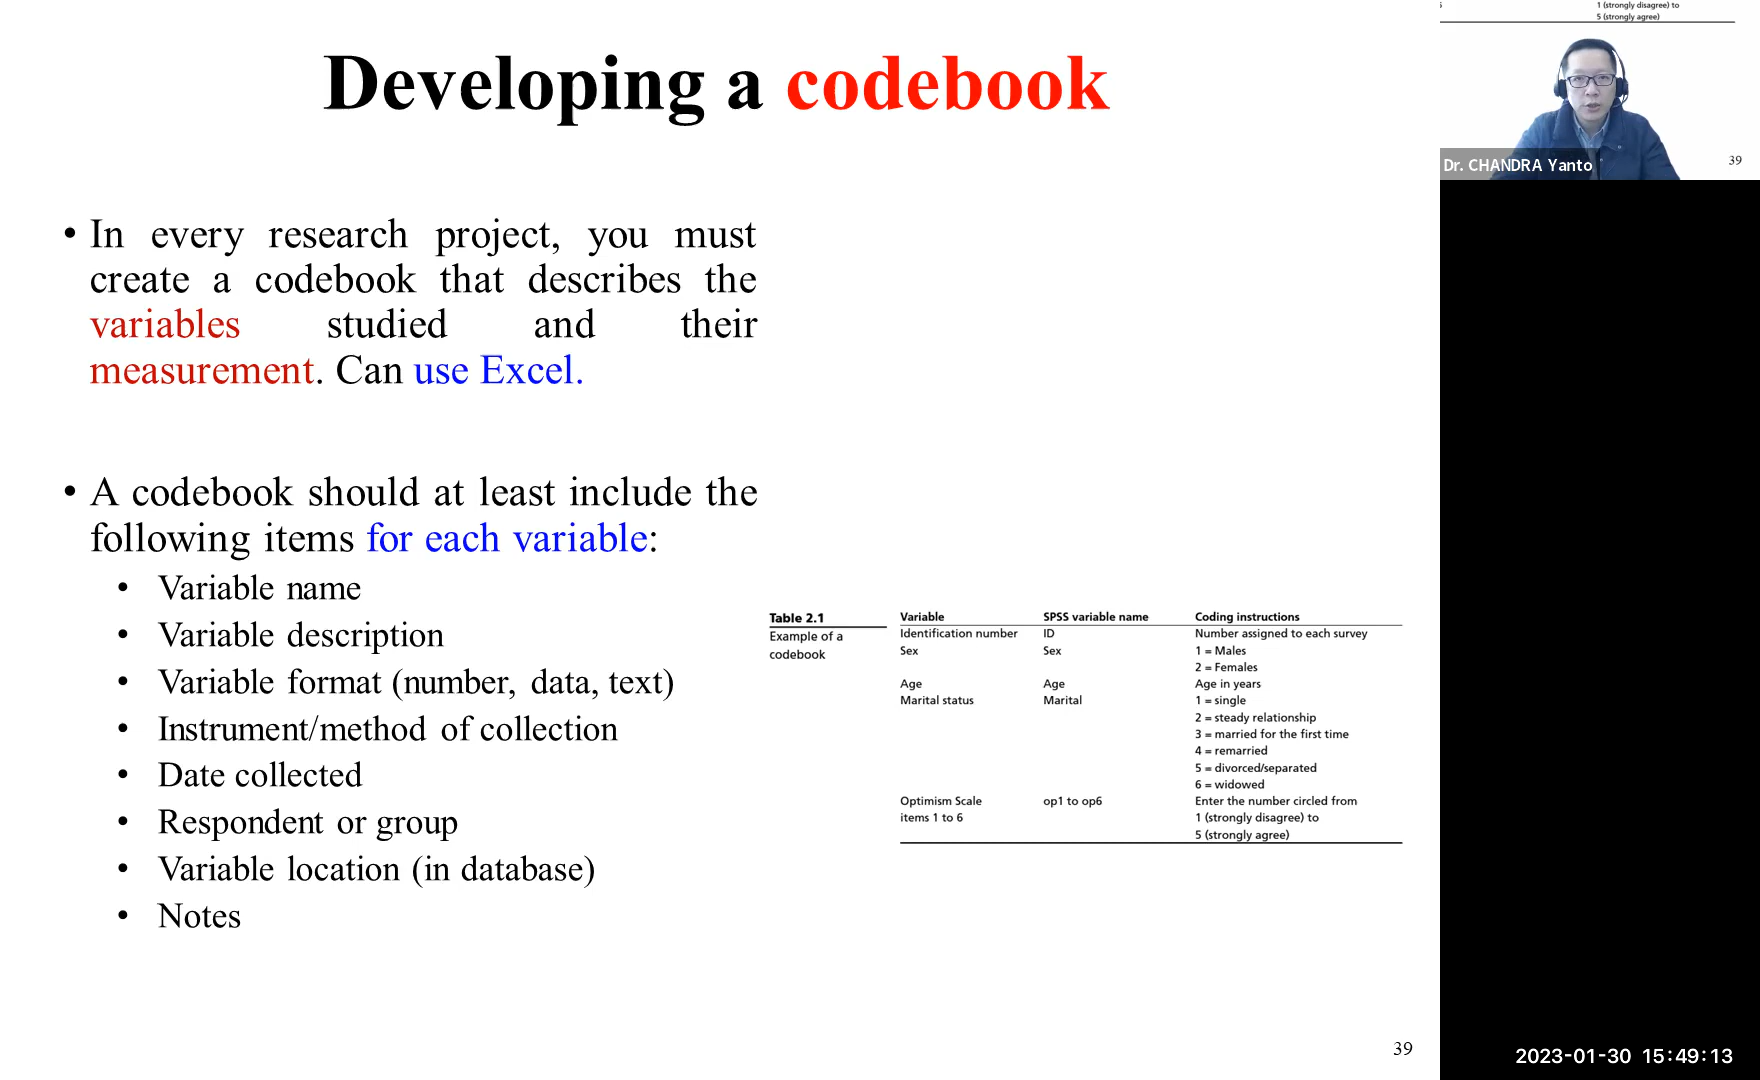 Developing a codebook
• In every research project, you must
create a codebook that describes the
variables studied and their
measurement. Can use Excel.
• A codebook should at least include the
following items for each variable:
• Variable name
• Variable description
• Variable format (number, data, text)
• Instrument/method of collection
• Date collected
• Respondent or group
• Variable location (in database)
• Notes
Table 2.1
Example of a
codebook
Variable SPSS variable name Coding instructions
Identification number ID Number assigned to each survey
Sex Sex 1 = Males
2 = Females
Age Age Age in years
Marital status Marital 1 = single
2 = steady relationship
3 = married for the first time
4 = remarried
5 = divorced/separated
6 = widowed
Optimism Scale op1 to op6 Enter the number circled from
items 1 to 6 1 (strongly disagree) to
5 (strongly agree)
39
1 (strongly disagree) to
5 (strongly agree)
Dr. CHANDRA Yanto
39
2023-01-30 15:49:13